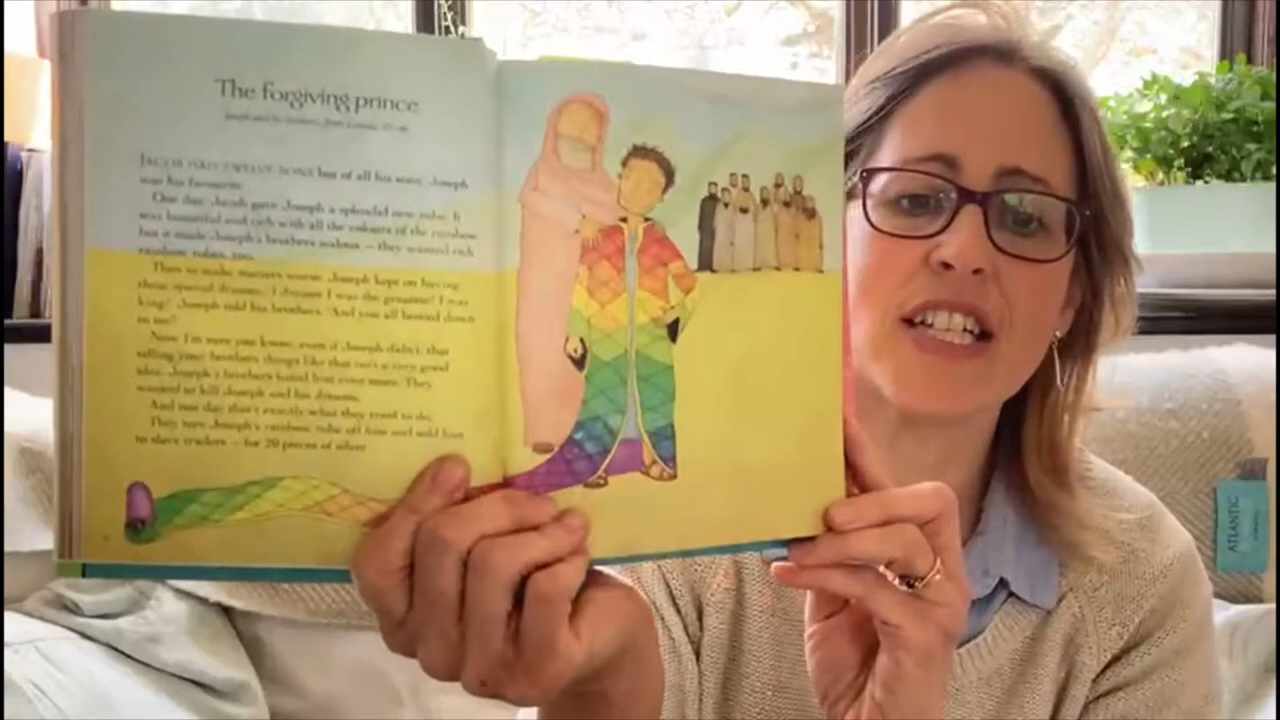 The forgiving prince
Joseph and his brothers, from Genesis 37–46
JACOB HAD TWELVE SONS but of all his sons, Joseph
was his favourite.
One day, Jacob gave Joseph a splendid new robe. It
was beautiful and rich with all the colours of the rainbow
but it made Joseph's brothers jealous — they wanted rich
rainbow robes, too.
Then to make matters worse, Joseph kept on having
these special dreams. 'I dreamt I was the greatest! I was
king!' Joseph told his brothers. 'And you all bowed down
to me!'
Now I'm sure you know, even if Joseph didn't, that
telling your brothers things like that isn't a very good
idea. Joseph's brothers hated him even more. They
wanted to kill Joseph and his dreams.
And one day that's exactly what they tried to do.
They tore Joseph's rainbow robe off him and sold him
to slave traders — for 20 pieces of silver
ATLANTIC